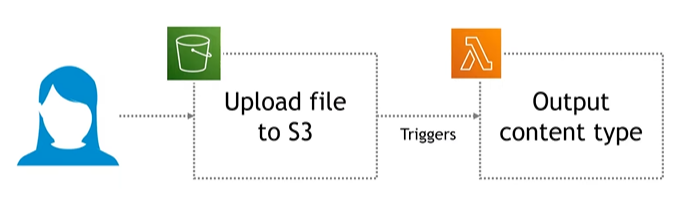 Upload file
to S3
Triggers
Output
content type